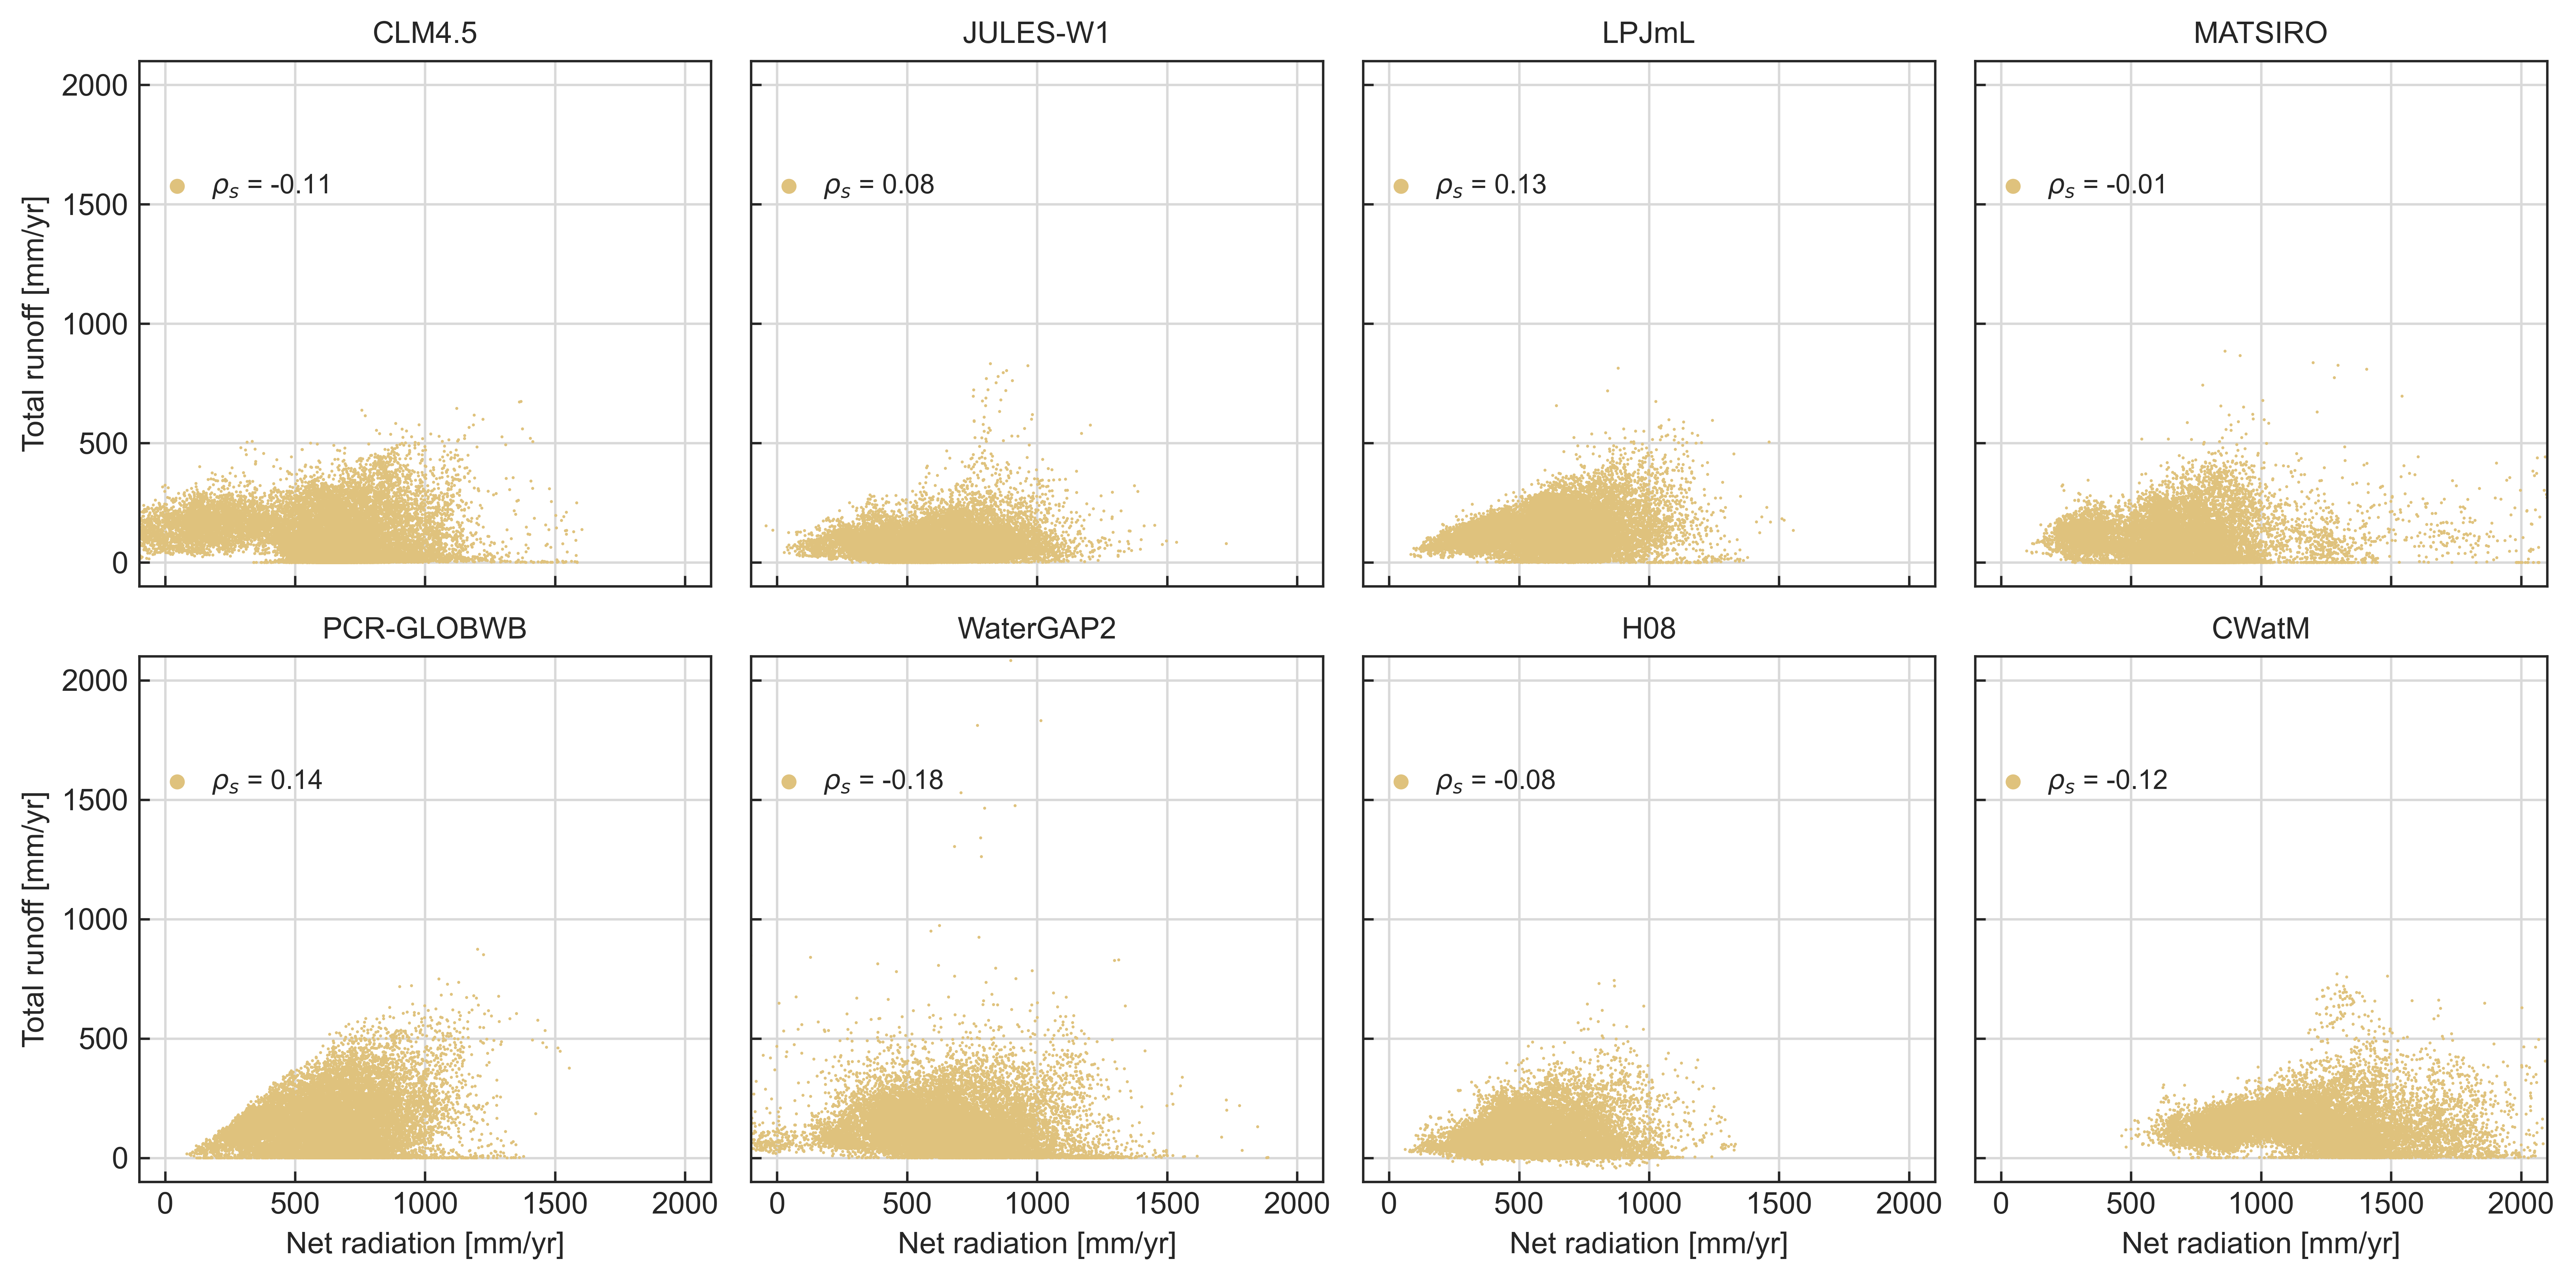 CLM4.5 JULES-W1 LPJmL MATSIRO
2000
1500
1000
500
0
Total runoff [mm/yr]
ρs = -0.11 ρs = 0.08 ρs = 0.13 ρs = -0.01
PCR-GLOBWB WaterGAP2 H08 CWatM
2000
1500
1000
500
0
Total runoff [mm/yr]
ρs = 0.14 ρs = -0.18 ρs = -0.08 ρs = -0.12
0 500 1000 1500 2000 0 500 1000 1500 2000 0 500 1000 1500 2000 0 500 1000 1500 2000
Net radiation [mm/yr] Net radiation [mm/yr] Net radiation [mm/yr] Net radiation [mm/yr]